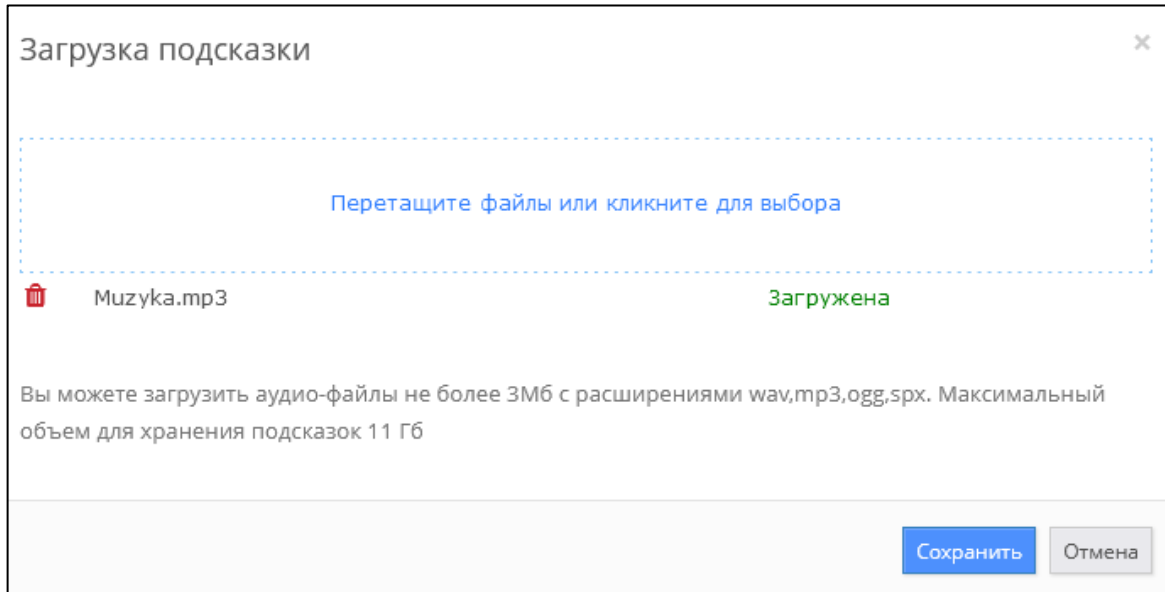 Загрузка подсказки
×
Перетащите файлы или кликните для выбора
Muzyka.mp3 Загружена
Вы можете загрузить аудио-файлы не более 3Мб с расширениями wav,mp3,ogg,spx. Максимальный
объем для хранения подсказок 11 Гб
Сохранить Отмена